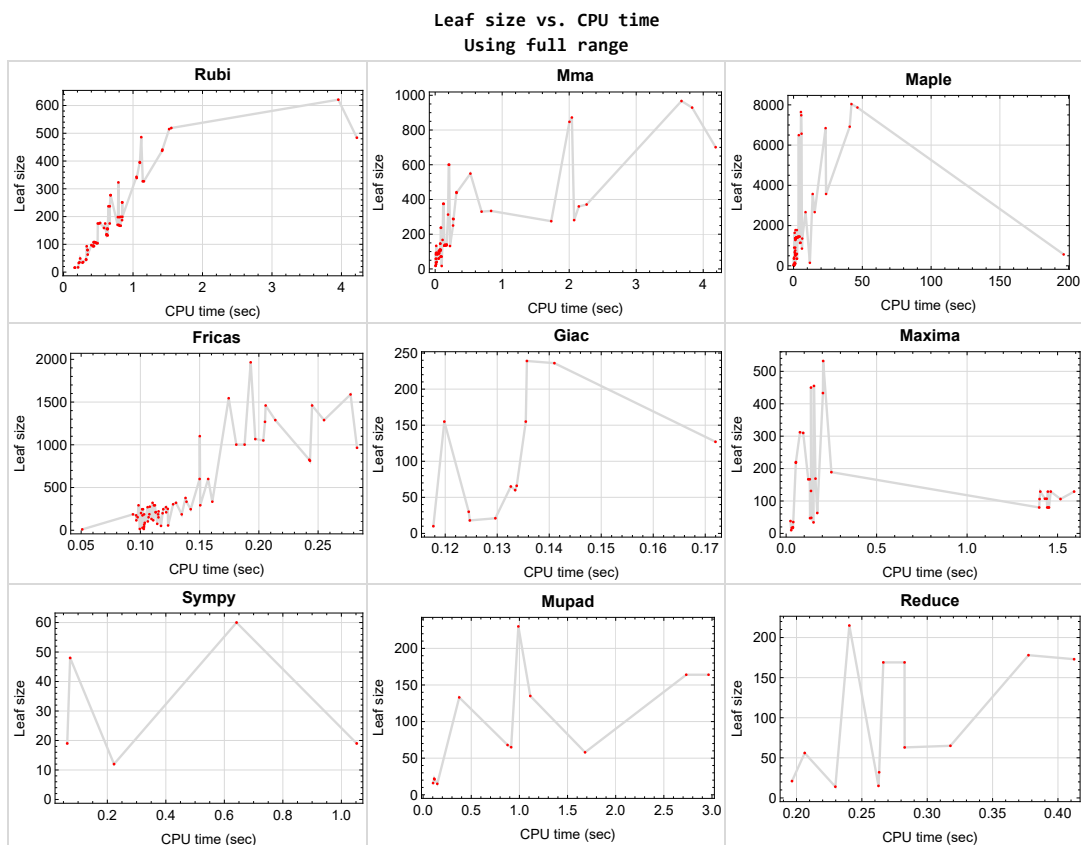 Leaf size vs. CPU time
Using full range
Rubi
Leaf size
600
500
400
300
200
100
0
0 1 2 3 4
CPU time (sec)
Mma
Leaf size
1000
800
600
400
200
0
0 1 2 3 4
CPU time (sec)
Maple
Leaf size
8000
6000
4000
2000
0
0 50 100 150 200
CPU time (sec)
Fricas
Leaf size
2000
1500
1000
500
0
0.05 0.10 0.15 0.20 0.25
CPU time (sec)
Giac
Leaf size
250
200
150
100
50
0
0.12 0.13 0.14 0.15 0.16 0.17
CPU time (sec)
Maxima
Leaf size
500
400
300
200
100
0
0.0 0.5 1.0 1.5
CPU time (sec)
Sympy
Leaf size
60
50
40
30
20
10
0
0.2 0.4 0.6 0.8 1.0
CPU time (sec)
Mupad
Leaf size
200
150
100
50
0
0.0 0.5 1.0 1.5 2.0 2.5 3.0
CPU time (sec)
Reduce
Leaf size
200
150
100
50
0
0.20 0.25 0.30 0.35 0.40
CPU time (sec)